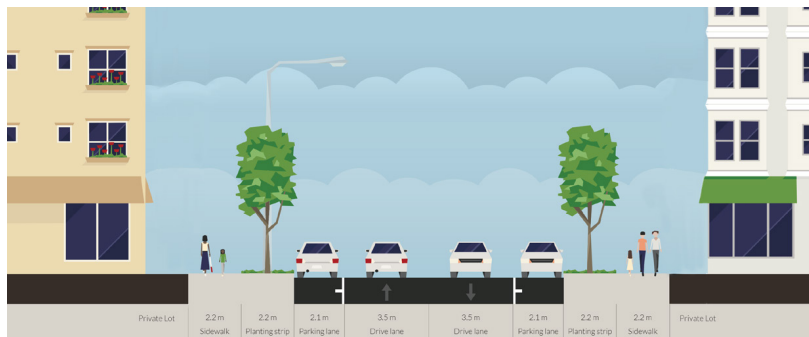 Private Lot
2.2 m
Sidewalk
2.2 m
Planting strip
2.1 m
Parking lane
3.5 m
Drive lane
3.5 m
Drive lane
2.1 m
Parking lane
2.2 m
Planting strip
2.2 m
Sidewalk
Private Lot